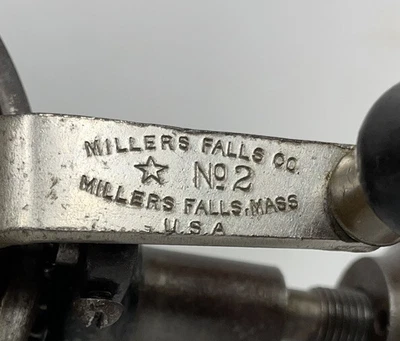 MILLERS FALLS CO.
☆ No 2
MILLERS FALLS, MASS
U.S.A